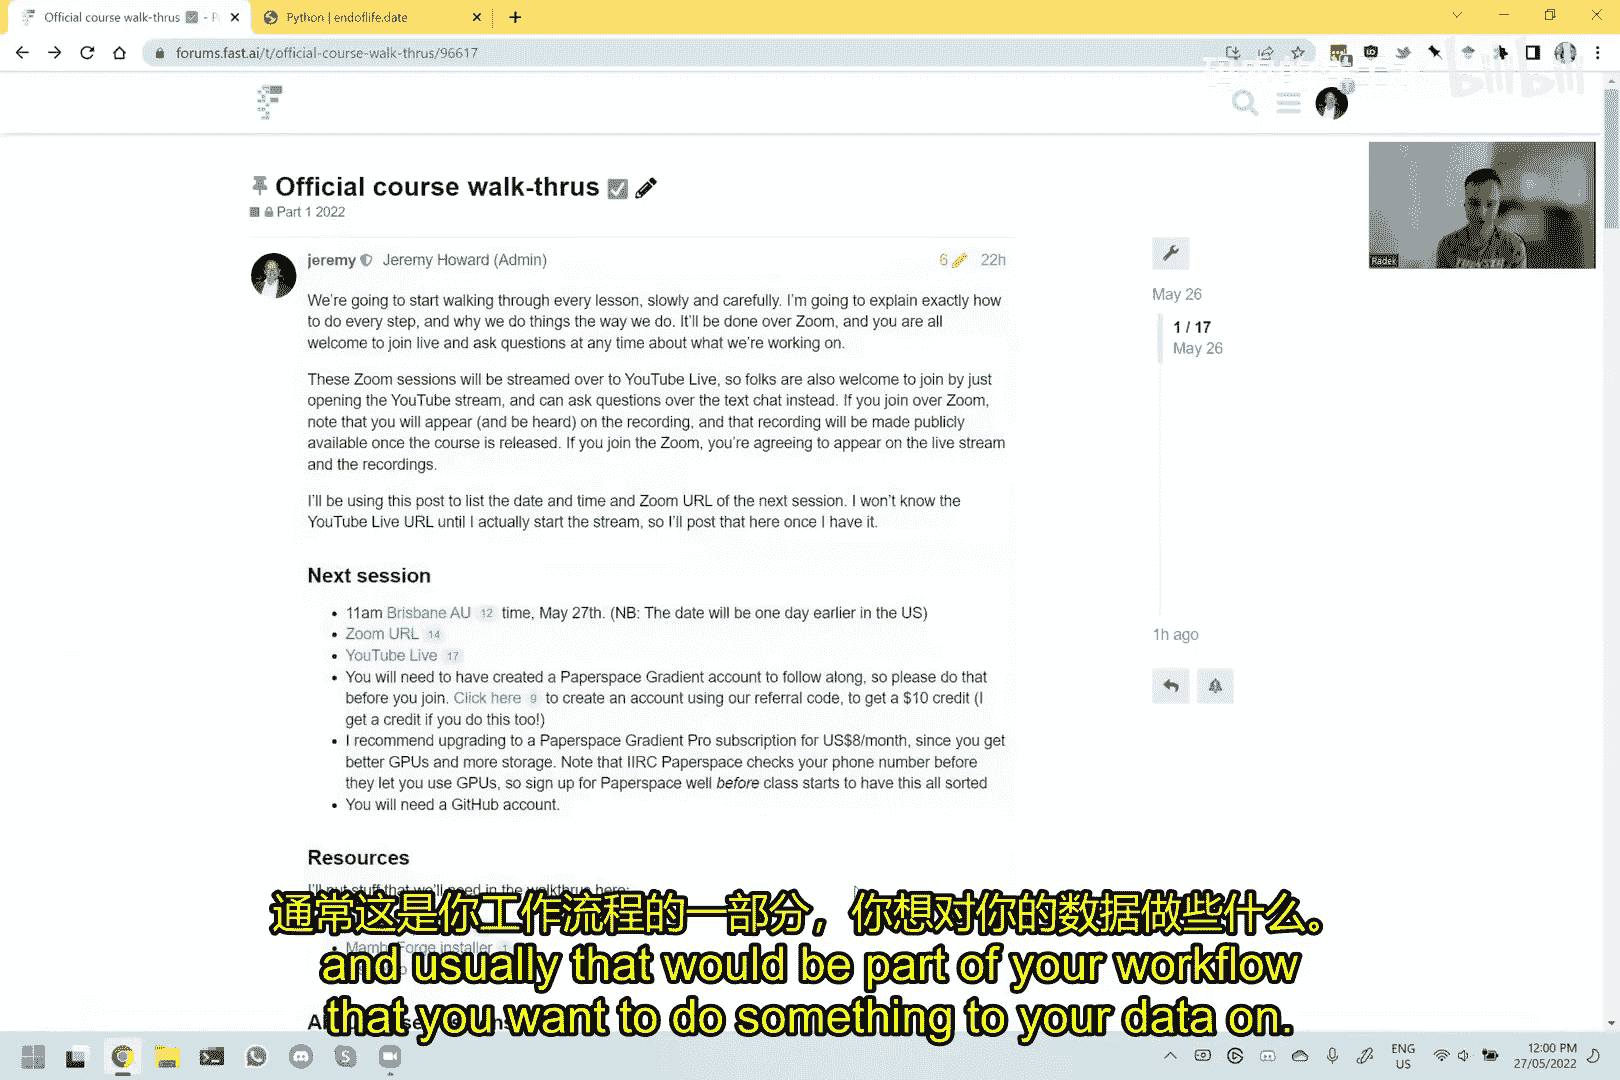 Official course walk-thrus
Python | endoflife.date
forums.fast.ai/t/official-course-walk-thrus/96617
bilibili
Official course walk-thrus
Part 1 2022
jeremy Jeremy Howard (Admin)
6
22h
We're going to start walking through every lesson, slowly and carefully. I'm going to explain exactly how
to do every step, and why we do things the way we do. It'll be done over Zoom, and you are all
welcome to join live and ask questions at any time about what we're working on.
These Zoom sessions will be streamed over to YouTube Live, so folks are also welcome to join by just
opening the YouTube stream, and can ask questions over the text chat instead. If you join over Zoom,
note that you will appear (and be heard) on the recording, and that recording will be made publicly
available once the course is released. If you join the Zoom, you're agreeing to appear on the live stream
and the recordings.
I'll be using this post to list the date and time and Zoom URL of the next session. I won't know the
YouTube Live URL until I actually start the stream, so I'll post that here once I have it.
Next session
11am Brisbane AU 12 time, May 27th. (NB: The date will be one day earlier in the US)
Zoom URL 14
YouTube Live 17
You will need to have created a Paperspace Gradient account to follow along, so please do that
before you join. Click here 9 to create an account using our referral code, to get a $10 credit (I
get a credit if you do this too!)
I recommend upgrading to a Paperspace Gradient Pro subscription for US$8/month, since you get
better GPUs and more storage. Note that IIRC Paperspace checks your phone number before
they let you use GPUs, so sign up for Paperspace well before class starts to have this all sorted
You will need a GitHub account.
Resources
I'll put stuff that we'll need in the walkthrus here:
Forge installer 1
May 26
1 / 17
May 26
1h ago
Radek
通常这是你工作流程的一部分，你想对你的数据做些什么。
and usually that would be part of your workflow
that you want to do something to your data on.
ENG
US
12:00 PM
27/05/2022